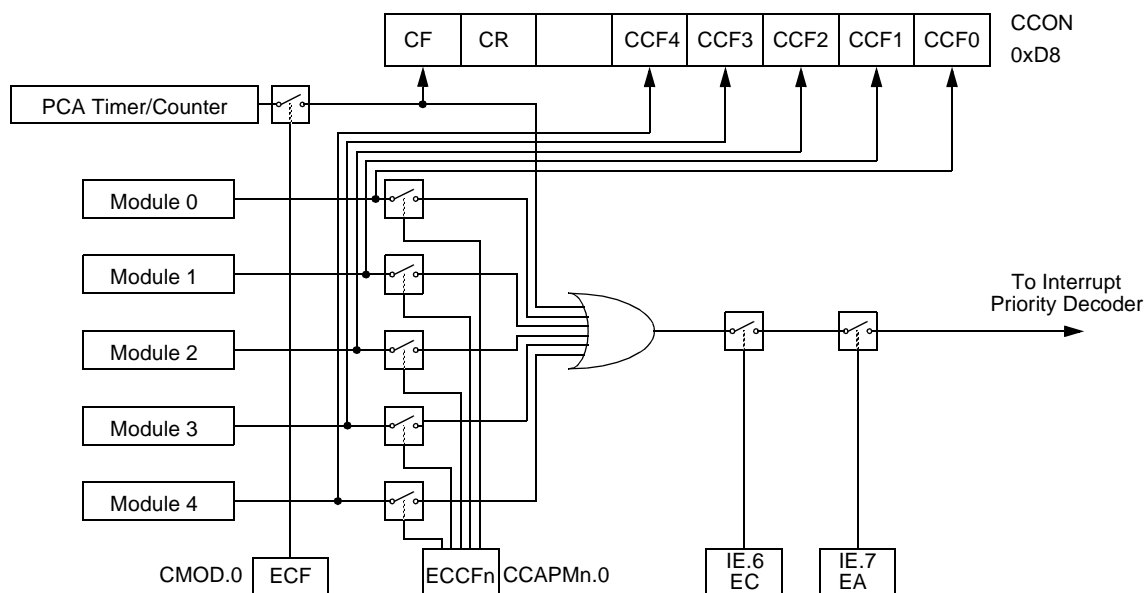 CF CR CCF4 CCF3 CCF2 CCF1 CCF0 CCON
0xD8
PCA Timer/Counter
Module 0
Module 1
Module 2
Module 3
Module 4
To Interrupt
Priority Decoder
CMOD.0 ECF
ECCFn CCAPMn.0
IE.6
EC
IE.7
EA